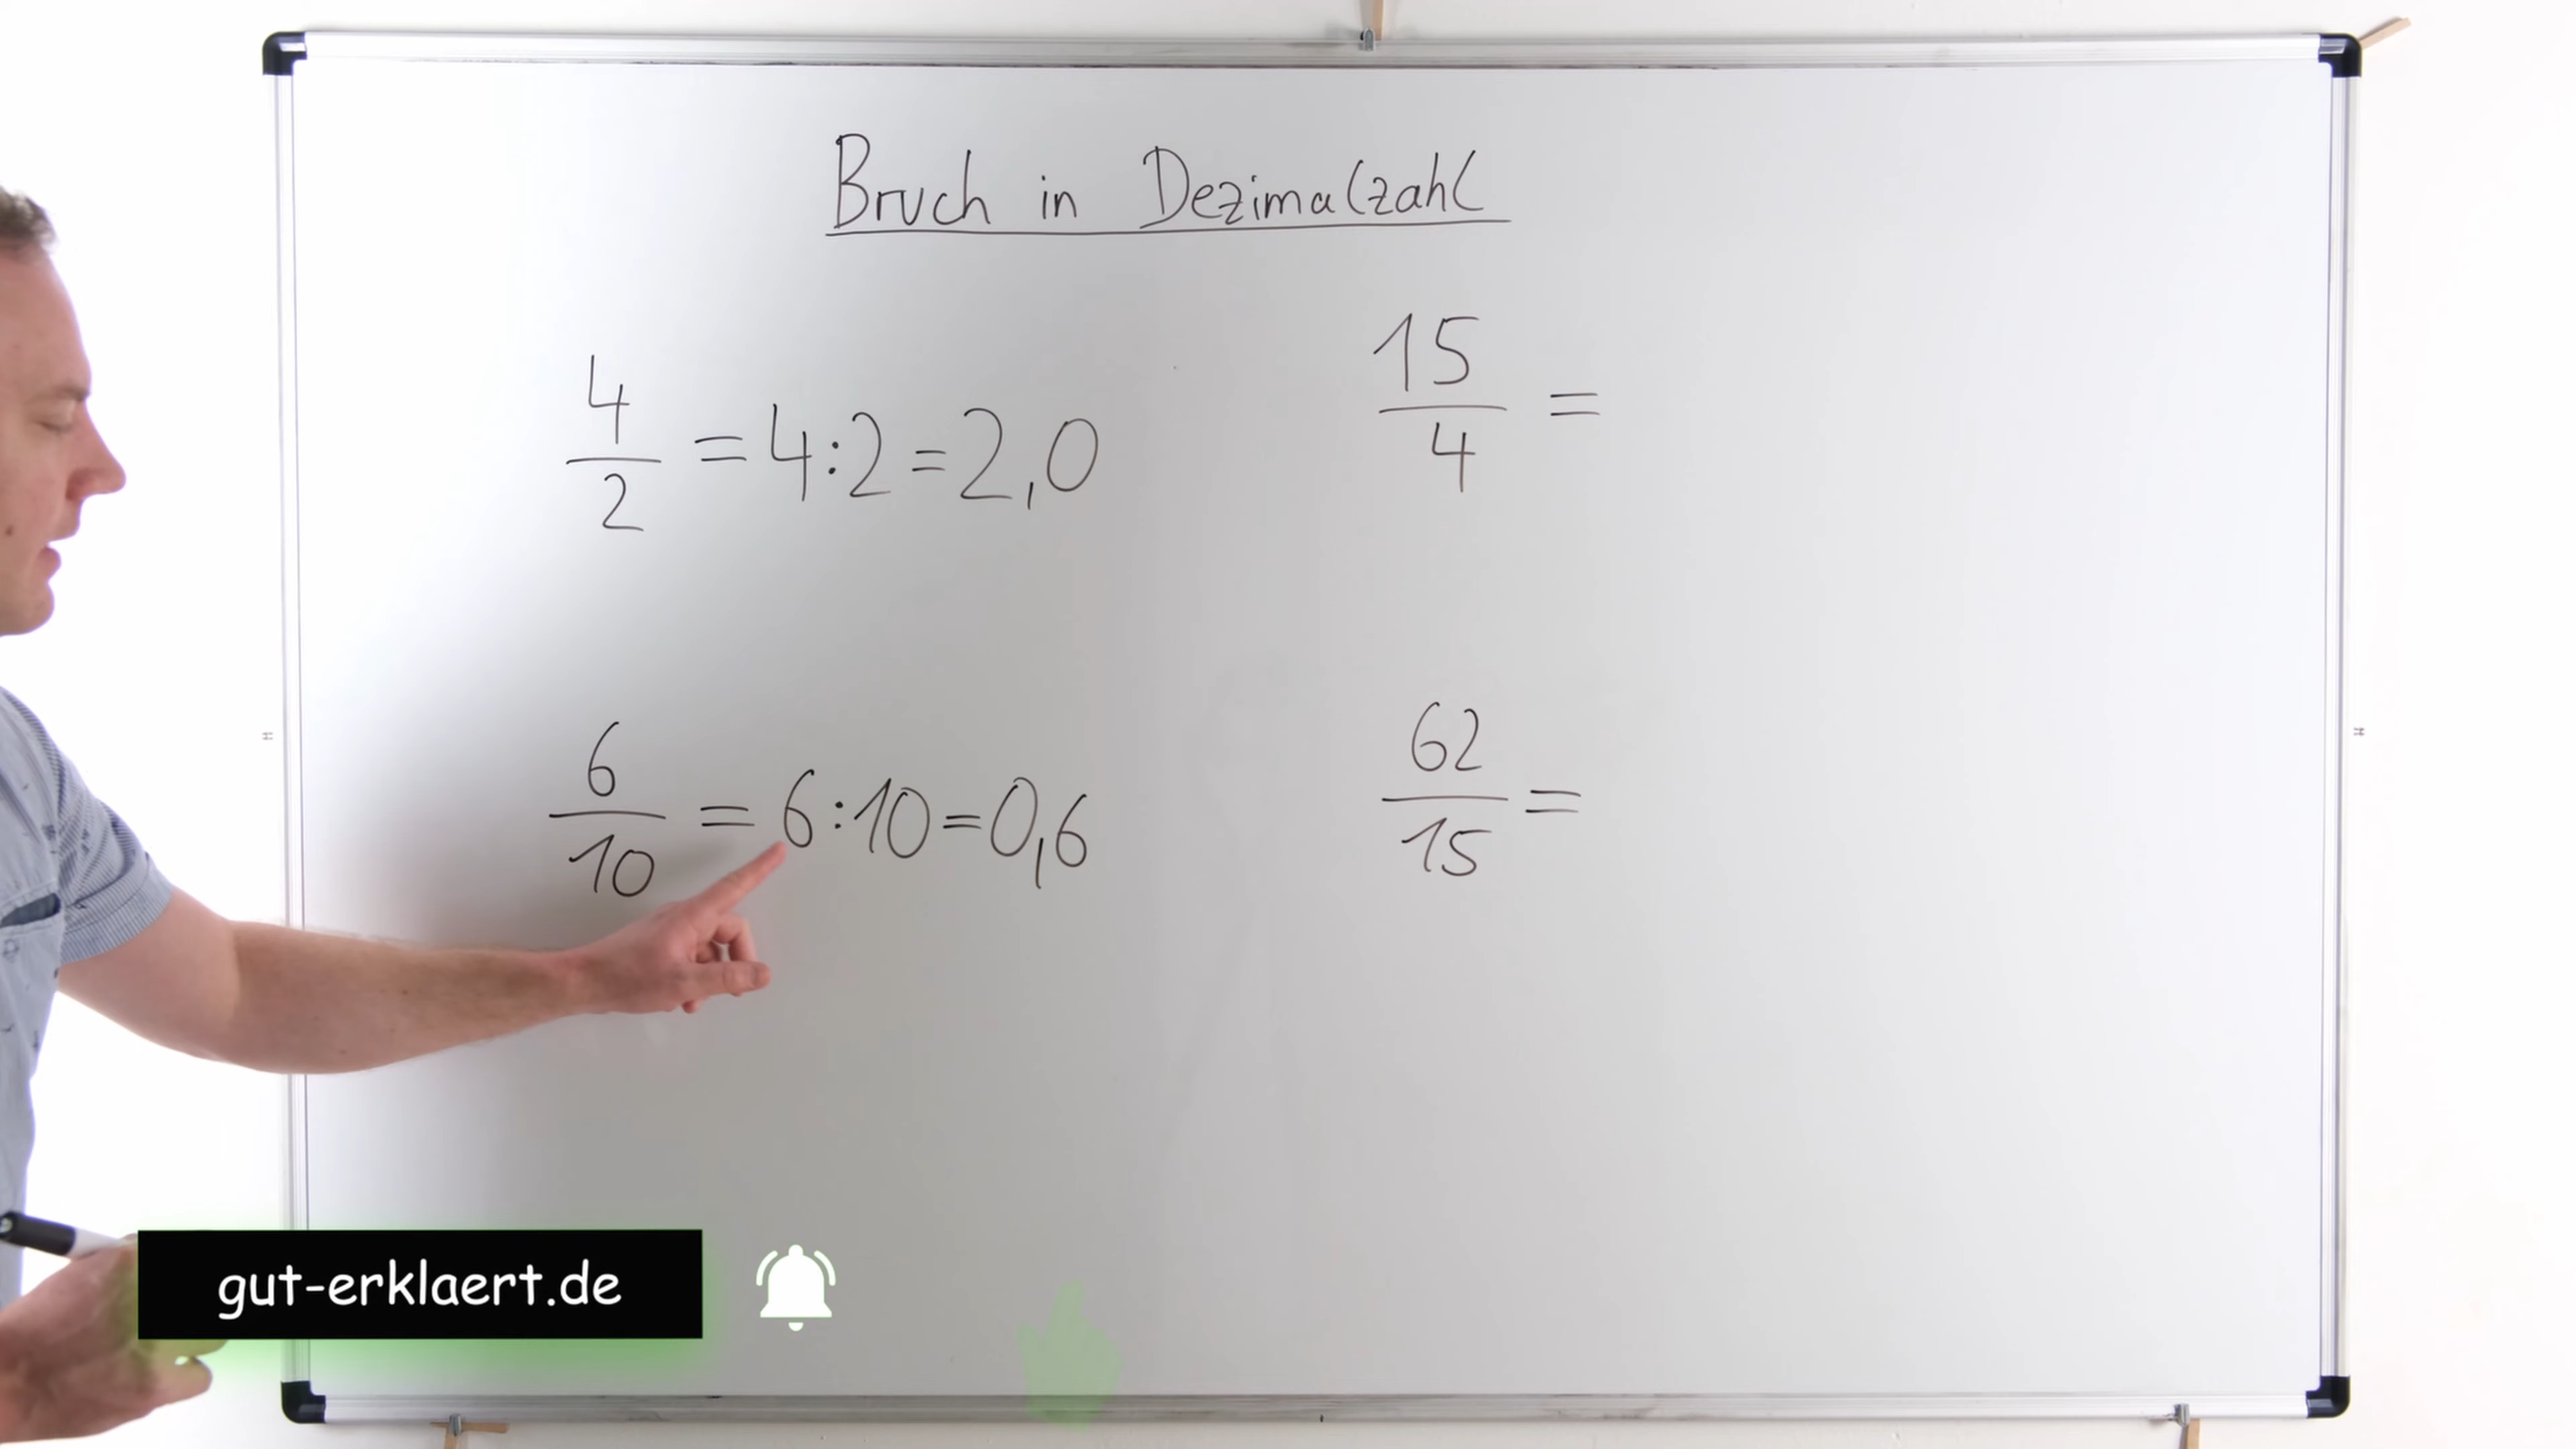 Bruch in Dezimalzahl
4/2 = 4:2=2,0
15/4 =
6/10 = 6:10=0,6
62/15 =
gut-erklaert.de